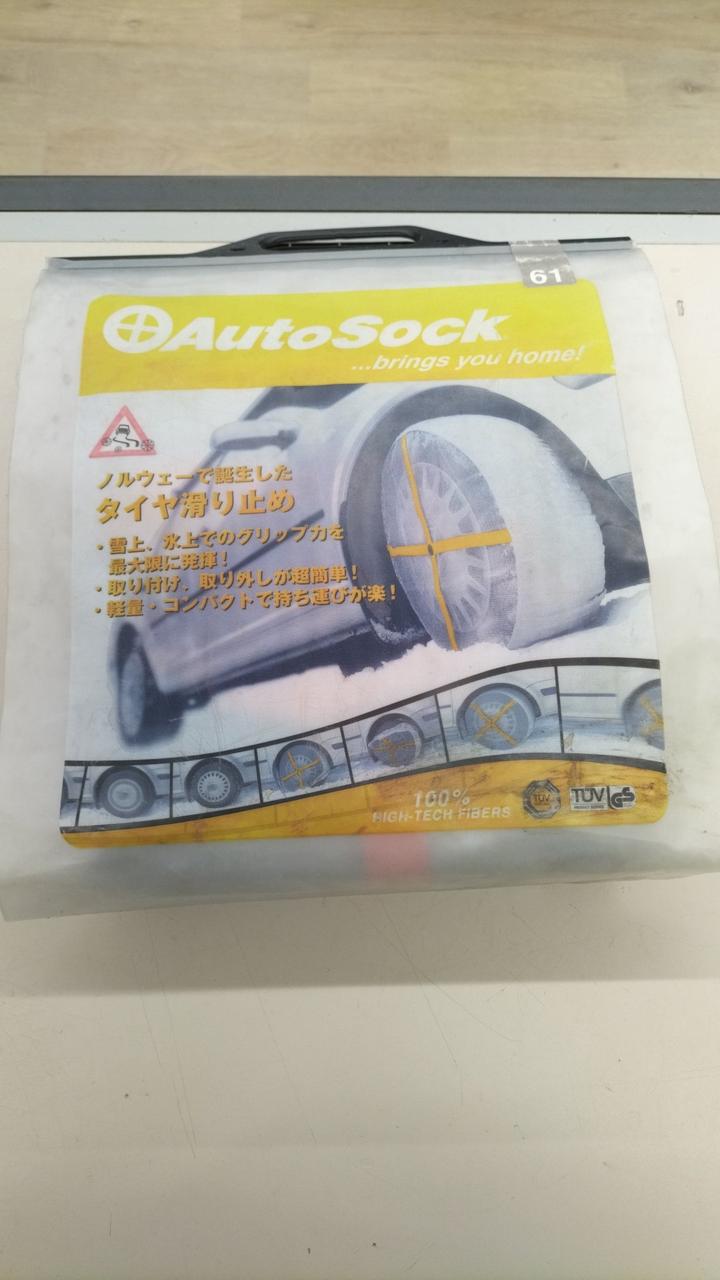 61
AutoSock
...brings you home!
ノルウェーで誕生した
タイヤ滑り止め
・雪上、氷上でのグリップ力を
最大限に発揮！
・取り付け、取り外しが超簡単！
・軽量・コンパクトで持ち運びが楽！
100%
HIGH-TECH FIBERS
TÜV
TÜV
GS